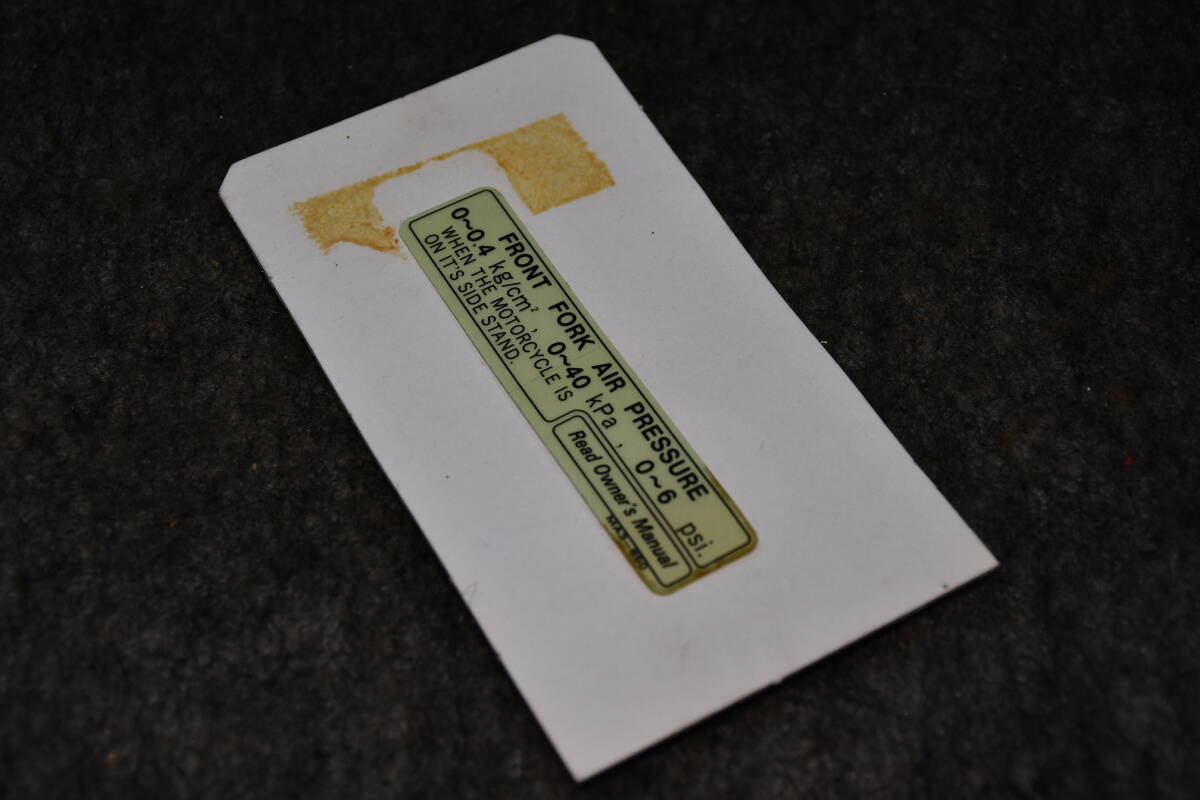 FRONT FORK AIR PRESSURE
0~0.4 kg/cm², 0~40 kPa, 0~6 psi.
WHEN THE MOTORCYCLE IS
ON IT'S SIDE STAND.
Read Owner's Manual